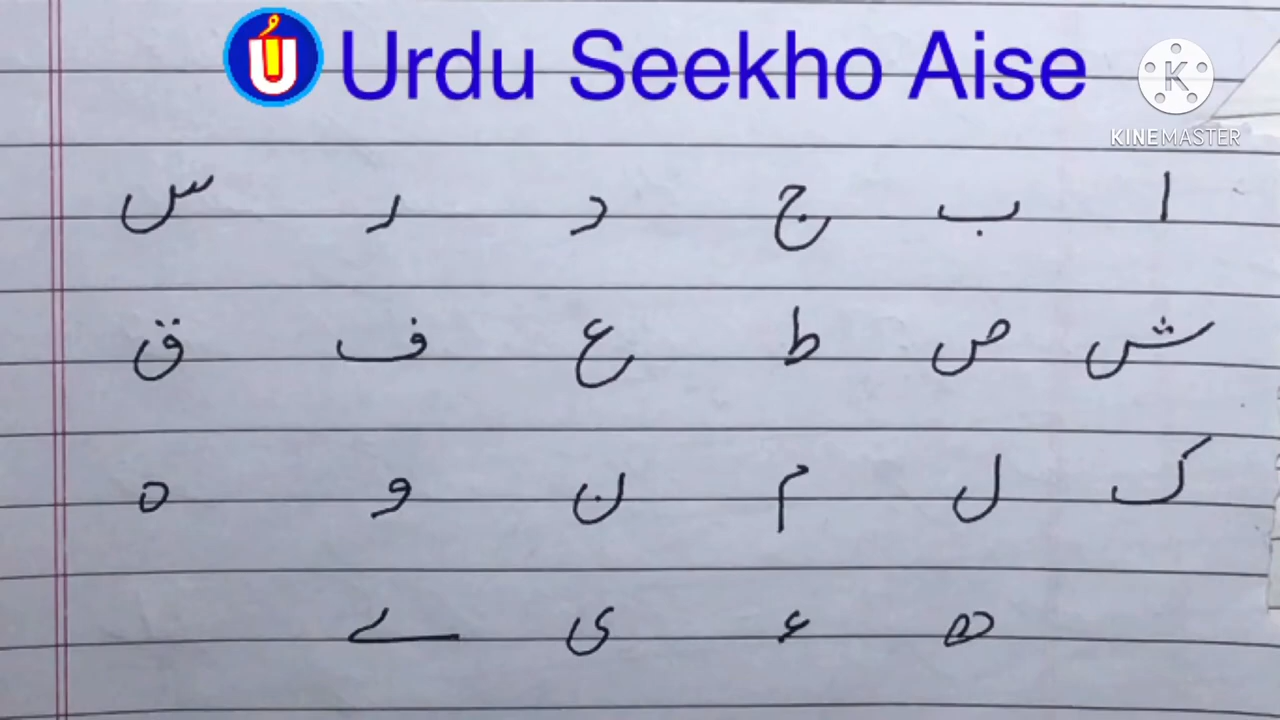 Urdu Seekho Aise
KINEMASTER
ا ب ج د ر س
ش ص ط ع ف ق
ک ل م ن و ہ
ھ ء ی ے